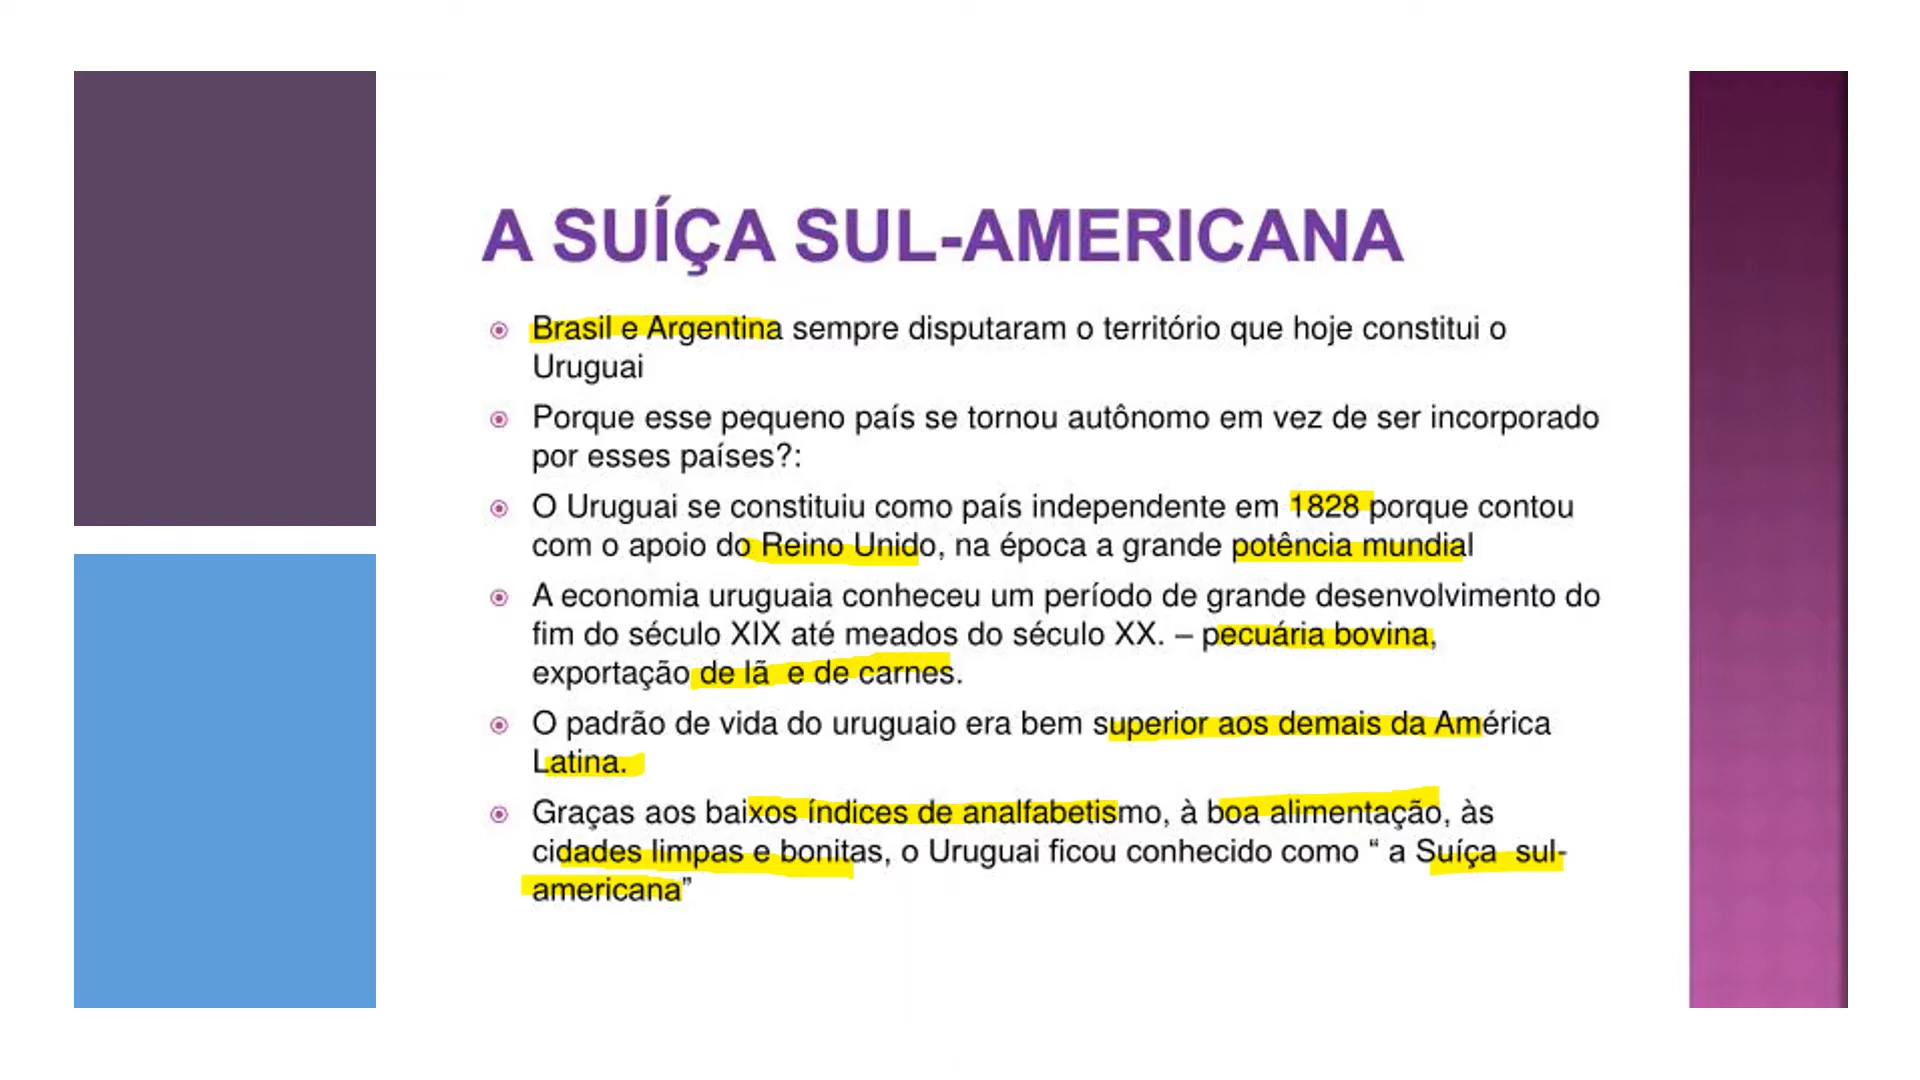 A SUÍÇA SUL-AMERICANA
Brasil e Argentina sempre disputaram o território que hoje constitui o
Uruguai
Porque esse pequeno país se tornou autônomo em vez de ser incorporado
por esses países?:
O Uruguai se constituiu como país independente em 1828 porque contou
com o apoio do Reino Unido, na época a grande potência mundial
A economia uruguaia conheceu um período de grande desenvolvimento do
fim do século XIX até meados do século XX. – pecuária bovina,
exportação de lã  e de carnes.
O padrão de vida do uruguaio era bem superior aos demais da América
Latina.
Graças aos baixos índices de analfabetismo, à boa alimentação, às
cidades limpas e bonitas, o Uruguai ficou conhecido como “ a Suíça  sul-
americana”